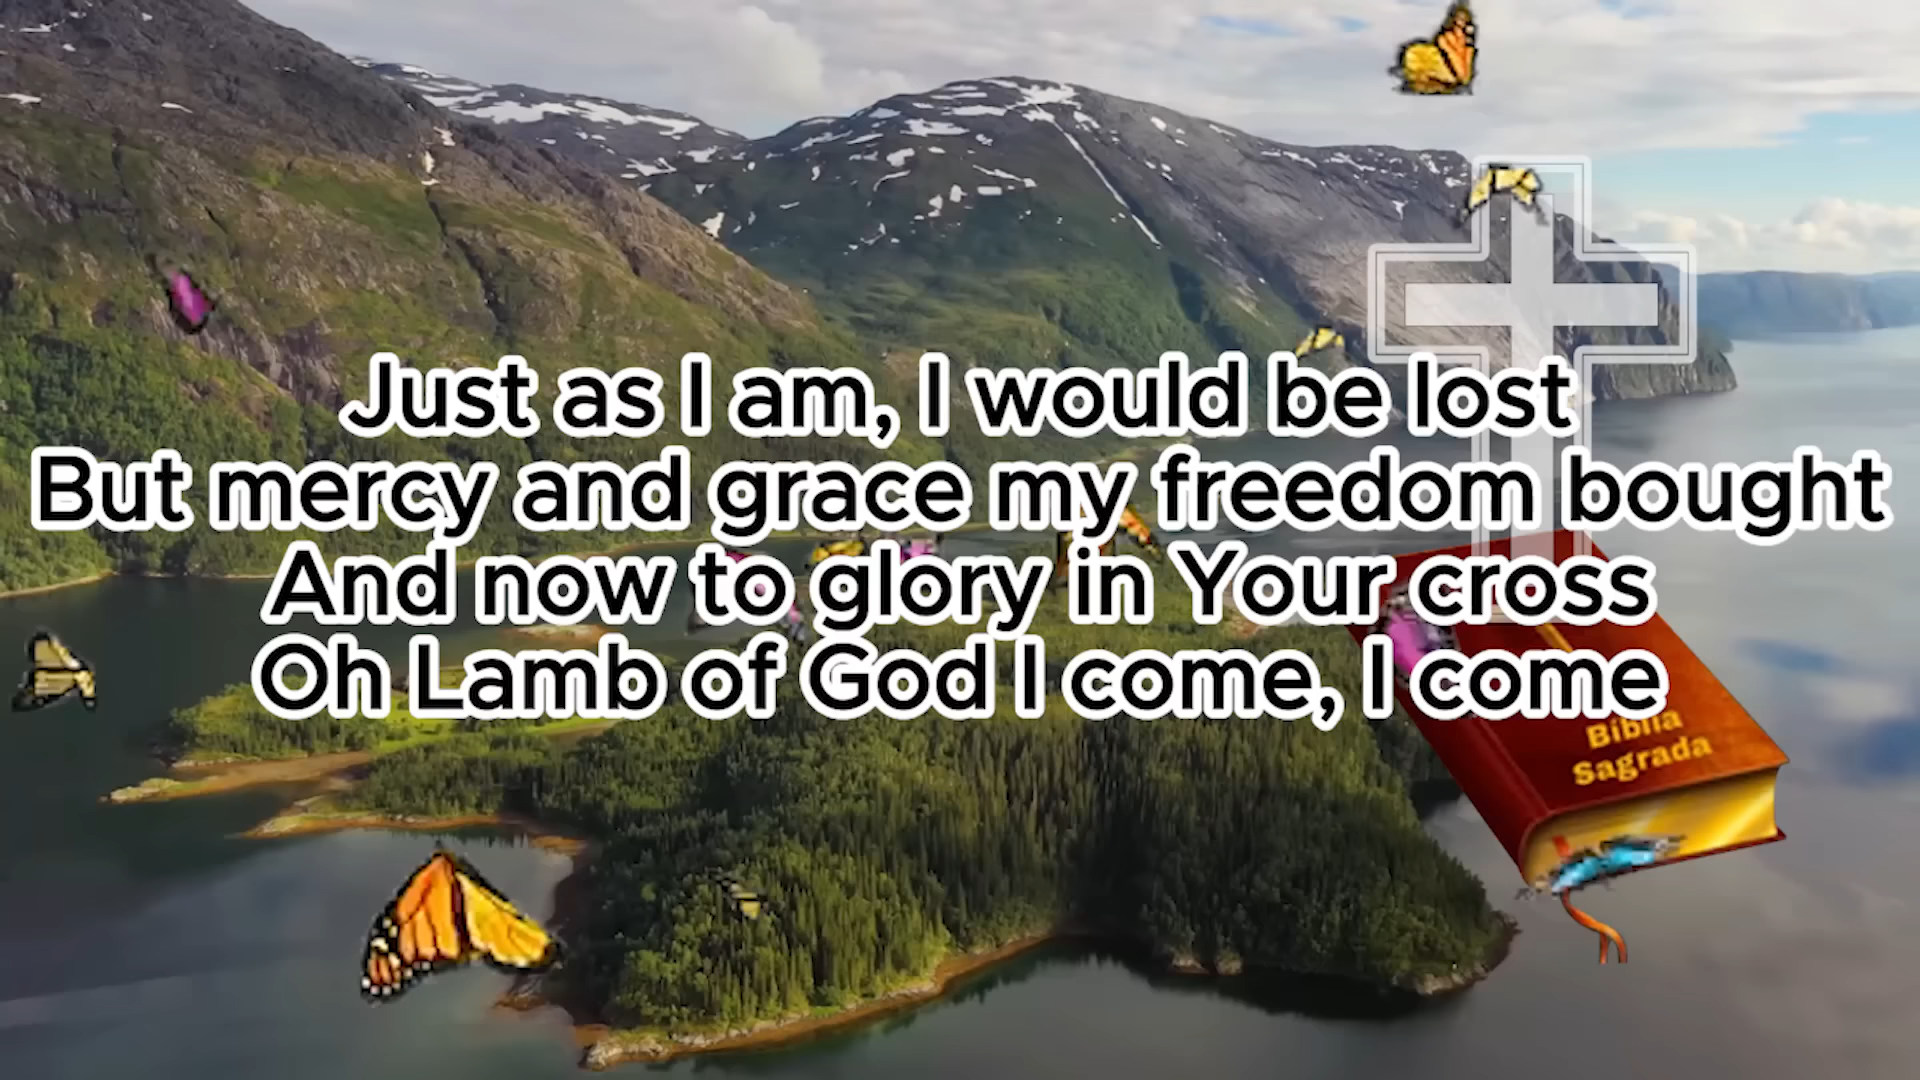 Just as I am, I would be lost
But mercy and grace my freedom bought
And now to glory in Your cross
Oh Lamb of God I come, I come
Bíblia
Sagrada